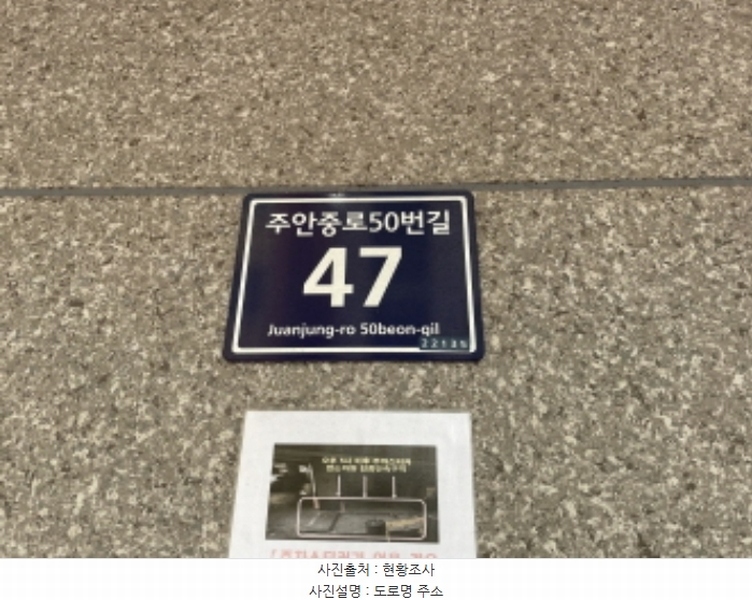 주안중로50번길
47
Juanjung-ro 50beon-gil
22135
사진출처 : 현황조사
사진설명 : 도로명 주소